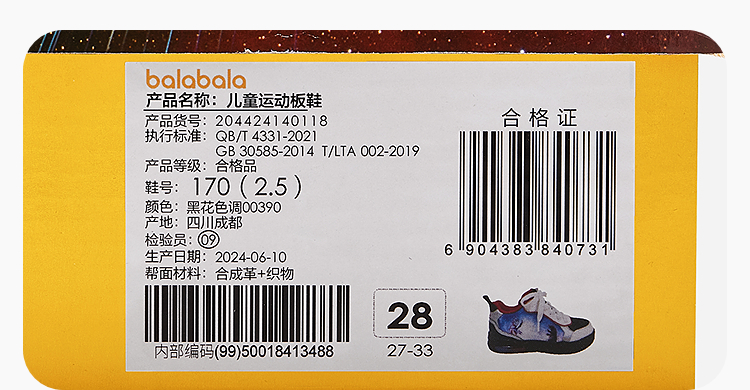 balabala
产品名称：儿童运动板鞋
产品货号：204424140118
执行标准：QB/T 4331-2021
GB 30585-2014 T/LTA 002-2019
产品等级：合格品
鞋号：170（2.5）
颜色：黑花色调00390
产地：四川成都
检验员：09
生产日期：2024-06-10
帮面材料：合成革+织物
内部编码(99)50018413488
合格证
6 904383 840731
28
27-33